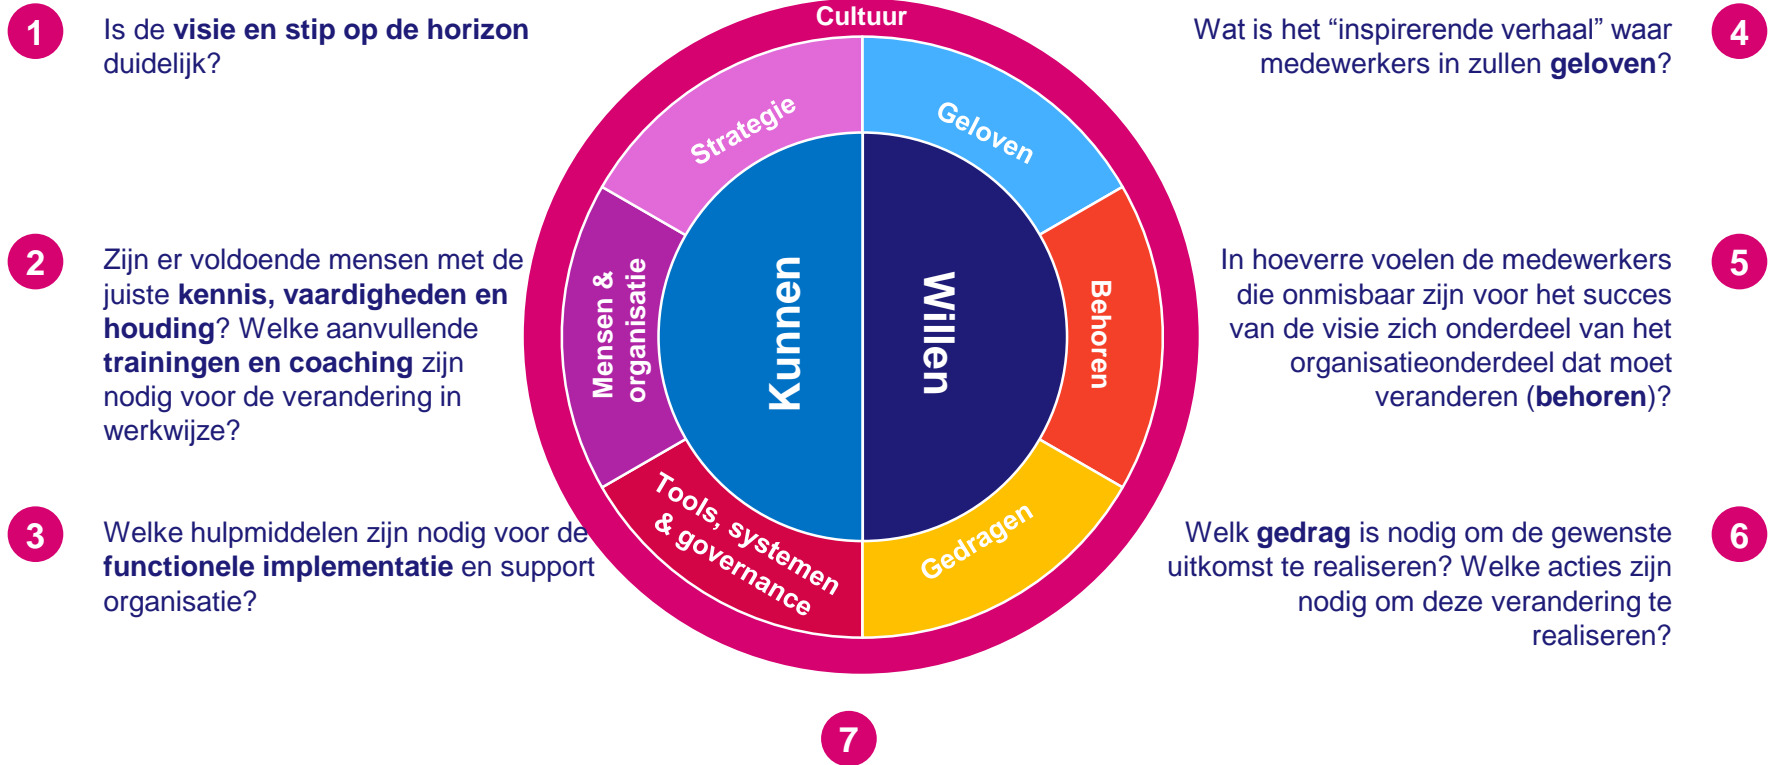 1
Is de visie en stip op de horizon
duidelijk?
2
Zijn er voldoende mensen met de
juiste kennis, vaardigheden en
houding? Welke aanvullende
trainingen en coaching zijn
nodig voor de verandering in
werkwijze?
3
Welke hulpmiddelen zijn nodig voor de
functionele implementatie en support
organisatie?
Cultuur
Strategie
Geloven
Mensen &
organisatie
Kunnen
Willen
Behoren
Tools, systemen
& governance
Gedragen
4
Wat is het “inspirerende verhaal” waar
medewerkers in zullen geloven?
5
In hoeverre voelen de medewerkers
die onmisbaar zijn voor het succes
van de visie zich onderdeel van het
organisatieonderdeel dat moet
veranderen (behoren)?
6
Welk gedrag is nodig om de gewenste
uitkomst te realiseren? Welke acties zijn
nodig om deze verandering te
realiseren?
7